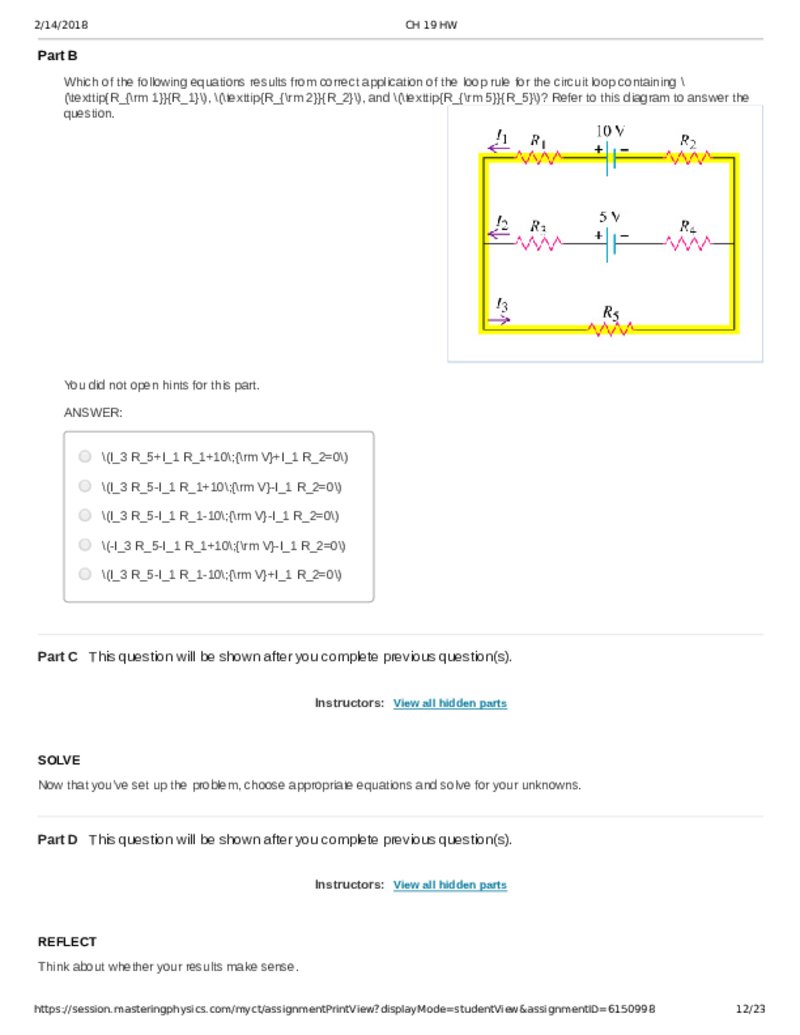 2/14/2018 CH 19 HW
Part B
Which of the following equations results from correct application of the loop rule for the circuit loop containing \
(\texttip{R_{\rm 1}}{R_1}\), \(\texttip{R_{\rm 2}}{R_2}\), and \(\texttip{R_{\rm 5}}{R_5}\)? Refer to this diagram to answer the
question.
I1 R1 10 V R2
+ −
I2 R3 5 V R4
+ −
I3 R5
You did not open hints for this part.
ANSWER:
\(I_3 R_5+I_1 R_1+10\;{\rm V}+I_1 R_2=0\)
\(I_3 R_5-I_1 R_1+10\;{\rm V}-I_1 R_2=0\)
\(I_3 R_5-I_1 R_1-10\;{\rm V}-I_1 R_2=0\)
\(-I_3 R_5-I_1 R_1+10\;{\rm V}-I_1 R_2=0\)
\(I_3 R_5-I_1 R_1-10\;{\rm V}+I_1 R_2=0\)
Part C This question will be shown after you complete previous question(s).
Instructors: View all hidden parts
SOLVE
Now that you've set up the problem, choose appropriate equations and solve for your unknowns.
Part D This question will be shown after you complete previous question(s).
Instructors: View all hidden parts
REFLECT
Think about whether your results make sense.
https://session.masteringphysics.com/myct/assignmentPrintView?displayMode=studentView&assignmentID=6150998 12/23